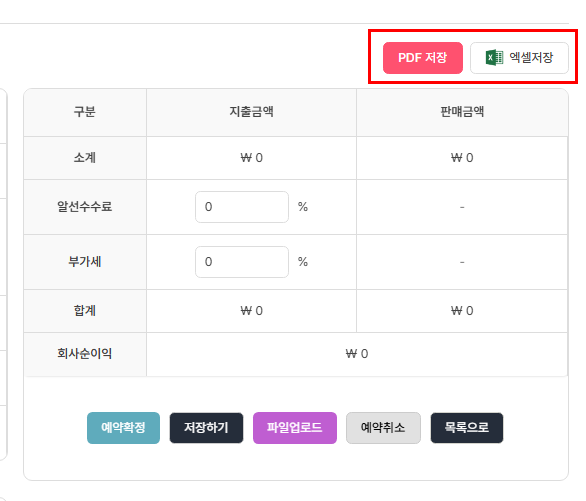 PDF 저장 엑셀저장
구분 지출금액 판매금액
소계 ₩ 0 ₩ 0
알선수수료 0 % -
부가세 0 % -
합계 ₩ 0 ₩ 0
회사순이익 ₩ 0
예약확정 저장하기 파일업로드 예약취소 목록으로